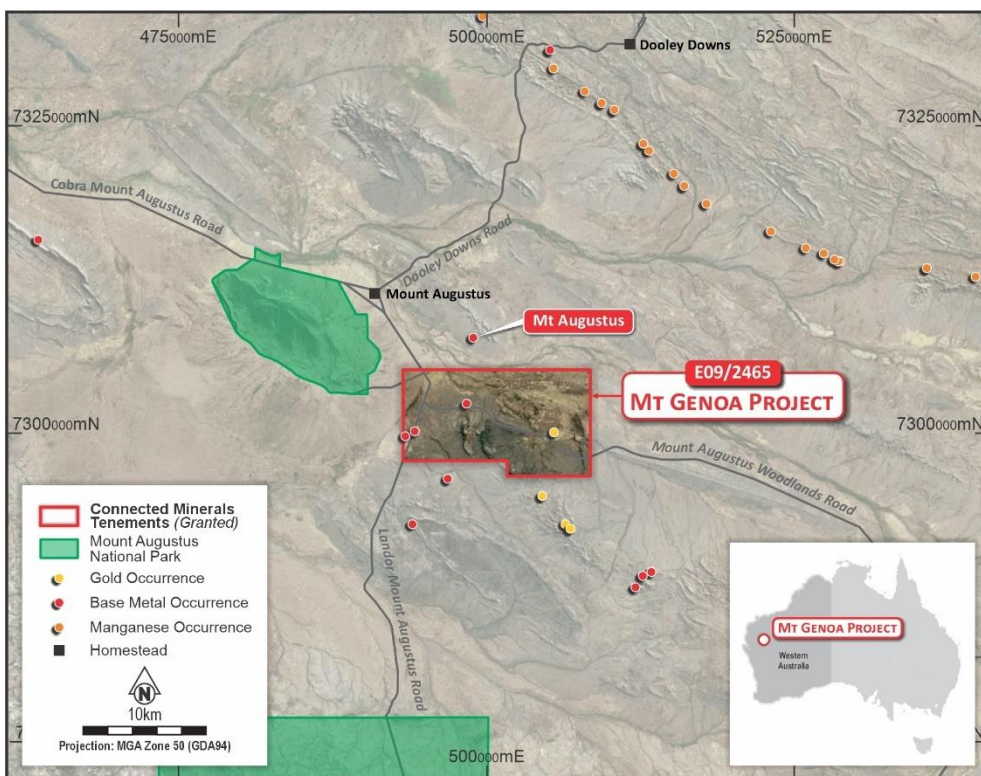 475000mE
500000mE
525000mE
Dooley Downs
7325000mN
7325000mN
Cobra Mount Augustus Road
Dooley Downs Road
Mount Augustus
Mt Augustus
E09/2465
Mt Genoa Project
7300000mN
7300000mN
Mount Augustus Woodlands Road
Landor Mount Augustus Road
Connected Minerals
Tenements (Granted)
Mount Augustus
National Park
Gold Occurrence
Base Metal Occurrence
Manganese Occurrence
Homestead
N
10km
Projection: MGA Zone 50 (GDA94)
500000mE
Mt Genoa Project
Western
Australia